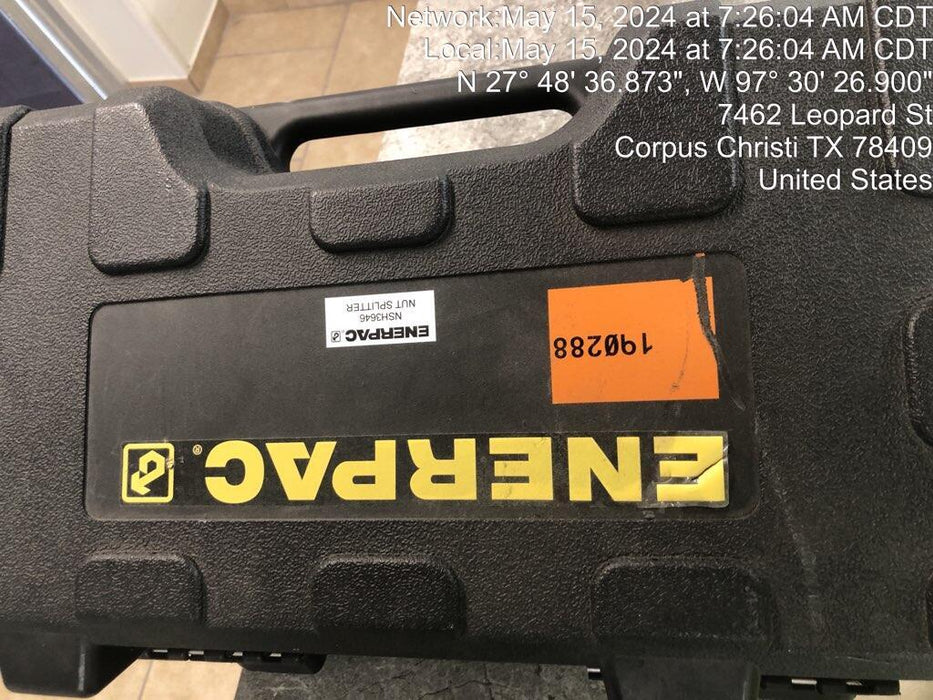 Network:May 15, 2024 at 7:26:04 AM CDT
Local:May 15, 2024 at 7:26:04 AM CDT
N 27° 48' 36.873", W 97° 30' 26.900"
7462 Leopard St
Corpus Christi TX 78409
United States
ENERPAC®
190288
ENERPAC®
NSH3646
NUT SPLITTER